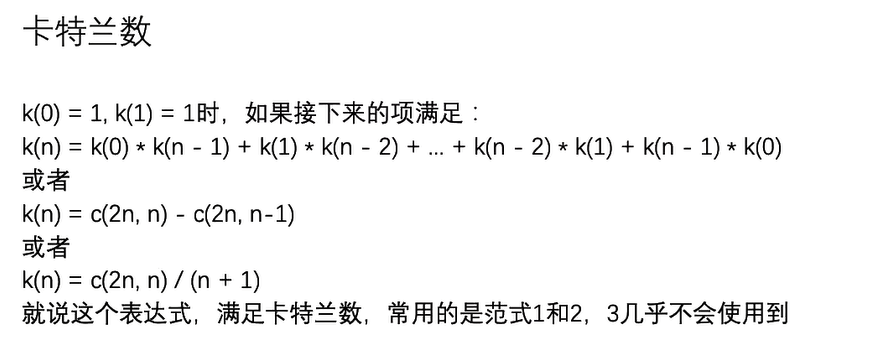 卡特兰数
k(0) = 1, k(1) = 1时，如果接下来的项满足：
k(n) = k(0) * k(n - 1) + k(1) * k(n - 2) + ... + k(n - 2) * k(1) + k(n - 1) * k(0)
或者
k(n) = c(2n, n) - c(2n, n-1)
或者
k(n) = c(2n, n) / (n + 1)
就说这个表达式，满足卡特兰数，常用的是范式1和2，3几乎不会使用到